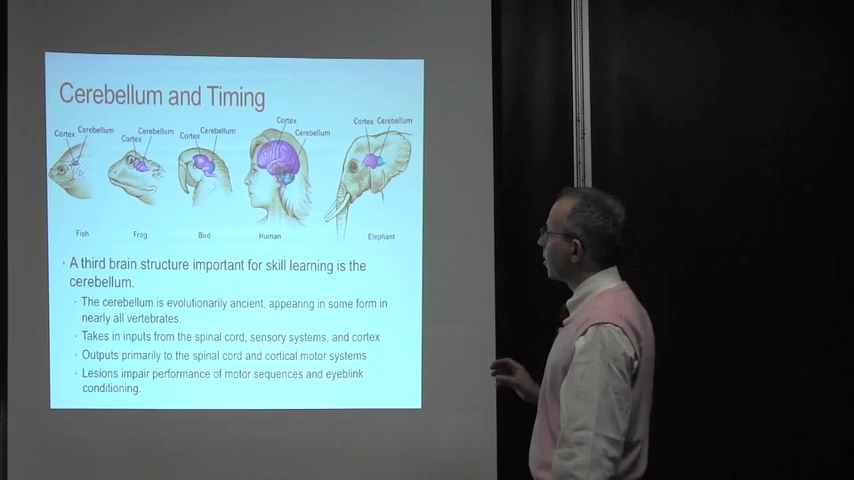 Cerebellum and Timing
Cortex Cerebellum
Cortex Cerebellum
Cortex Cerebellum
Cortex
Cerebellum
Cortex Cerebellum
Fish Frog Bird Human Elephant
· A third brain structure important for skill learning is the
cerebellum.
· The cerebellum is evolutionarily ancient, appearing in some form in
nearly all vertebrates.
· Takes in inputs from the spinal cord, sensory systems, and cortex
· Outputs primarily to the spinal cord and cortical motor systems
· Lesions impair performance of motor sequences and eyeblink
conditioning.